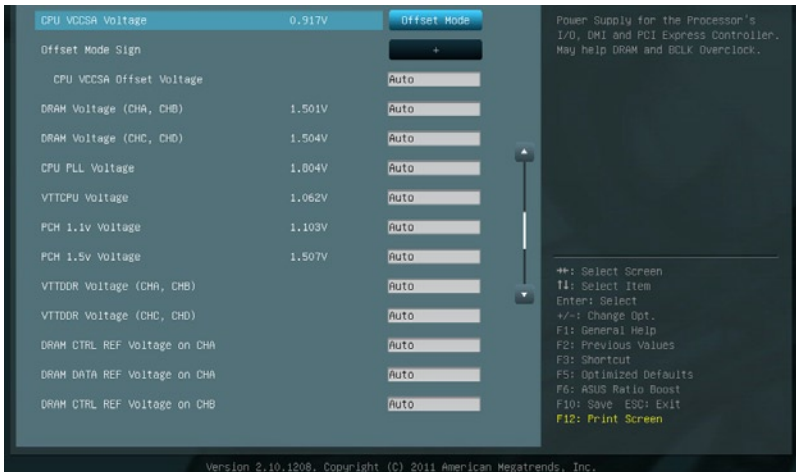 CPU VCCSA Voltage 0.917V Offset Mode
Offset Mode Sign +
CPU VCCSA Offset Voltage Auto
DRAM Voltage (CHA, CHB) 1.501V Auto
DRAM Voltage (CHC, CHD) 1.504V Auto
CPU PLL Voltage 1.804V Auto
VTTCPU Voltage 1.062V Auto
PCH 1.1v Voltage 1.103V Auto
PCH 1.5v Voltage 1.507V Auto
VTTDDR Voltage (CHA, CHB) Auto
VTTDDR Voltage (CHC, CHD) Auto
DRAM CTRL REF Voltage on CHA Auto
DRAM DATA REF Voltage on CHA Auto
DRAM CTRL REF Voltage on CHB Auto
Power Supply for the Processor's
I/O, DMI and PCI Express Controller.
May help DRAM and BCLK Overclock.
→←: Select Screen
↑↓: Select Item
Enter: Select
+/-: Change Opt.
F1: General Help
F2: Previous Values
F3: Shortcut
F5: Optimized Defaults
F6: ASUS Ratio Boost
F10: Save ESC: Exit
F12: Print Screen
Version 2.10.1208. Copyright (C) 2011 American Megatrends, Inc.